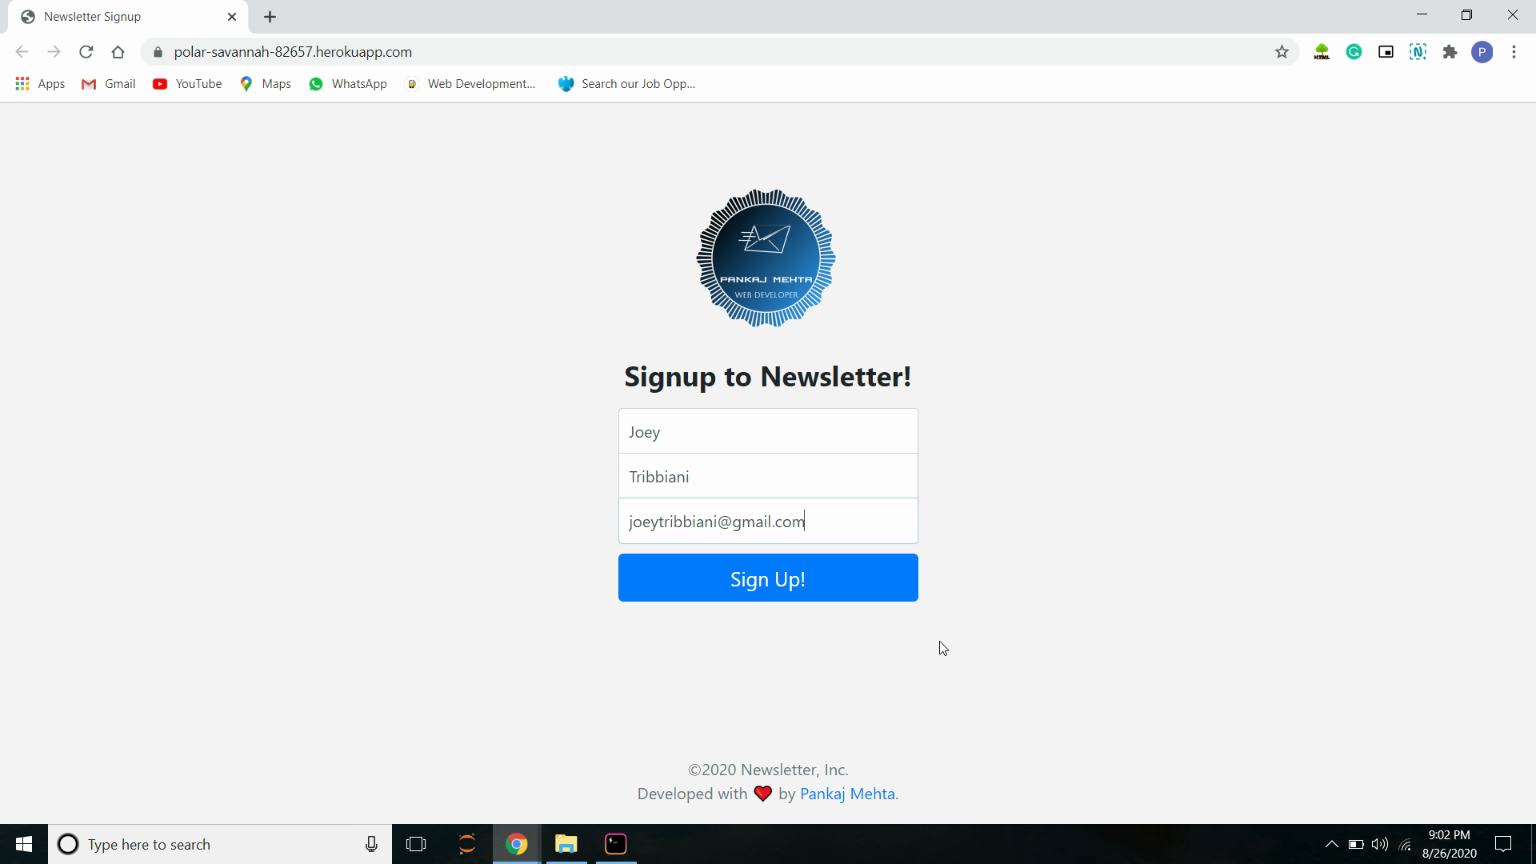 Newsletter Signup
polar-savannah-82657.herokuapp.com
HTML
P
Apps
Gmail
YouTube
Maps
WhatsApp
Web Development...
Search our Job Opp...
PANKAJ MEHTA
WEB DEVELOPER
Signup to Newsletter!
Joey
Tribbiani
joeytribbiani@gmail.com
Sign Up!
©2020 Newsletter, Inc.
Developed with ❤ by Pankaj Mehta.
Type here to search
9:02 PM
8/26/2020